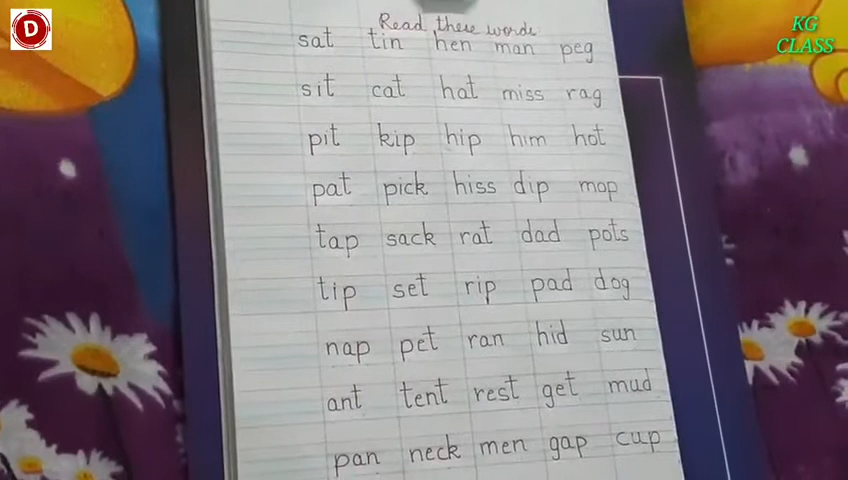 D
KG
CLASS
Read these words
sat tin hen man peg
sit cat hat miss rag
pit kip hip him hot
pat pick hiss dip mop
tap sack rat dad pots
tip set rip pad dog
nap pet ran hid sun
ant tent rest get mud
pan neck men gap cup